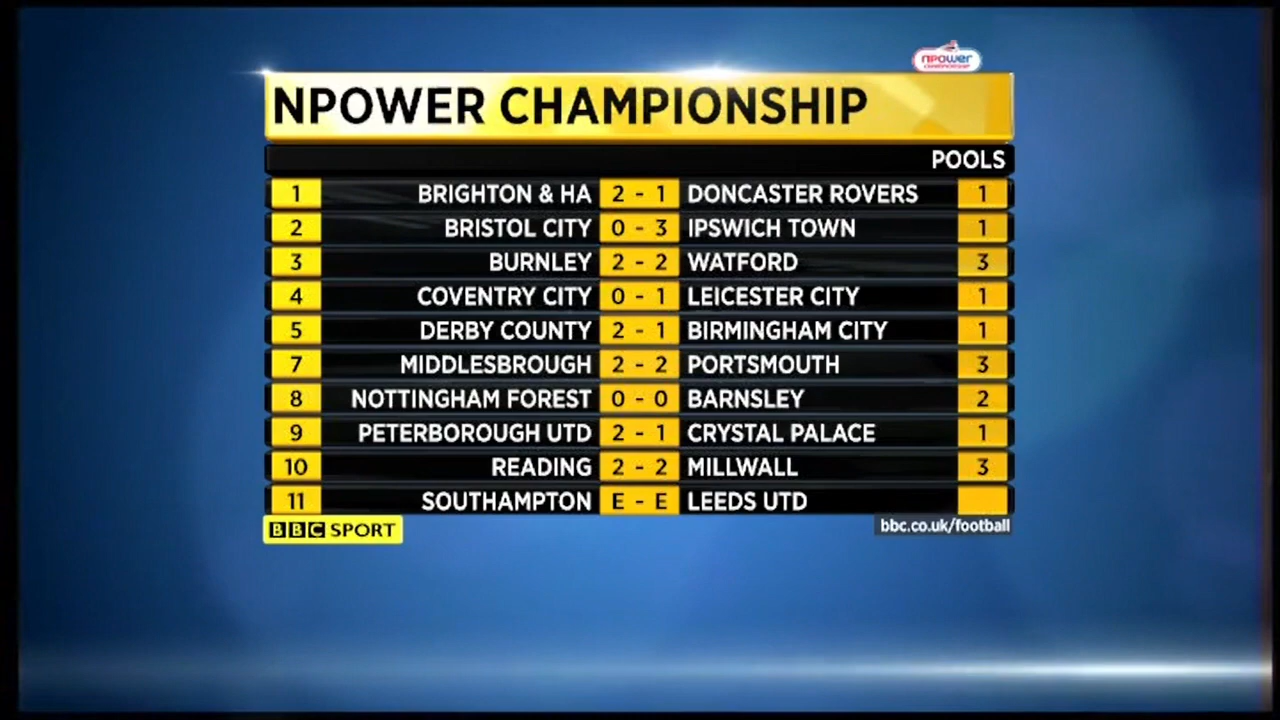 npower
CHAMPIONSHIP
NPOWER CHAMPIONSHIP
POOLS
1 BRIGHTON & HA 2 - 1 DONCASTER ROVERS 1
2 BRISTOL CITY 0 - 3 IPSWICH TOWN 1
3 BURNLEY 2 - 2 WATFORD 3
4 COVENTRY CITY 0 - 1 LEICESTER CITY 1
5 DERBY COUNTY 2 - 1 BIRMINGHAM CITY 1
7 MIDDLESBROUGH 2 - 2 PORTSMOUTH 3
8 NOTTINGHAM FOREST 0 - 0 BARNSLEY 2
9 PETERBOROUGH UTD 2 - 1 CRYSTAL PALACE 1
10 READING 2 - 2 MILLWALL 3
11 SOUTHAMPTON E - E LEEDS UTD
BBC SPORT bbc.co.uk/football